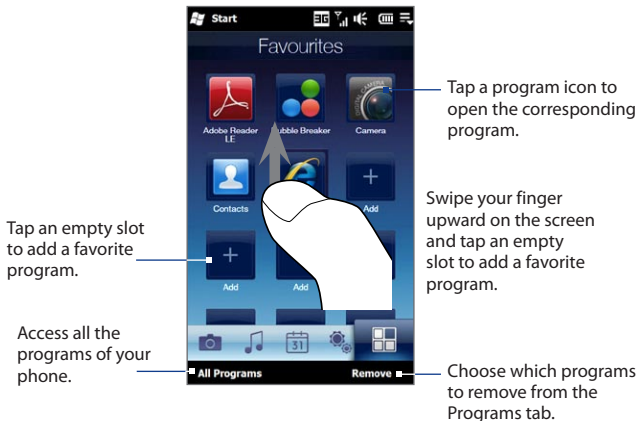 Start
3G
Favourites
Adobe Reader
LE
Bubble Breaker
Camera
Contacts
Add
Add
Add
31
All Programs
Remove
Tap a program icon to
open the corresponding
program.
Swipe your finger
upward on the screen
and tap an empty
slot to add a favorite
program.
Tap an empty slot
to add a favorite
program.
Access all the
programs of your
phone.
Choose which programs
to remove from the
Programs tab.